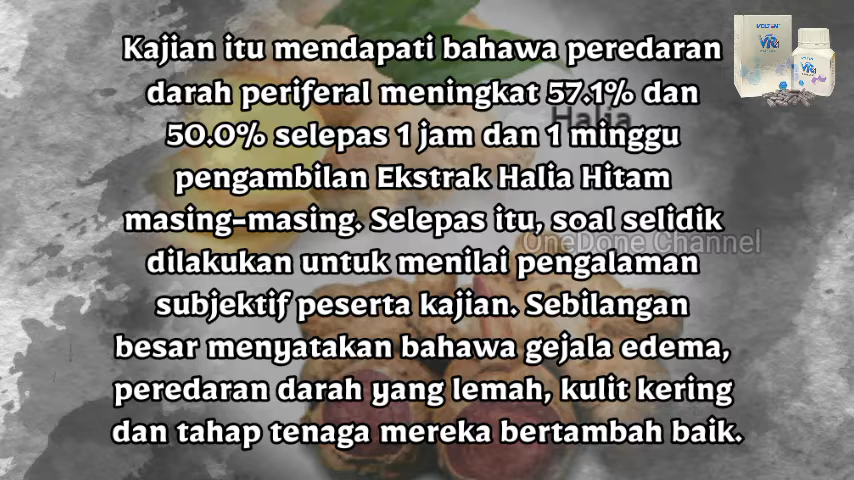 Kajian itu mendapati bahawa peredaran
darah periferal meningkat 57.1% dan
50.0% selepas 1 jam dan 1 minggu
pengambilan Ekstrak Halia Hitam
masing-masing. Selepas itu, soal selidik
dilakukan untuk menilai pengalaman
subjektif peserta kajian. Sebilangan
besar menyatakan bahawa gejala edema,
peredaran darah yang lemah, kulit kering
dan tahap tenaga mereka bertambah baik.
Halia
OneDone Channel
VOLTEN
VR1
VR1